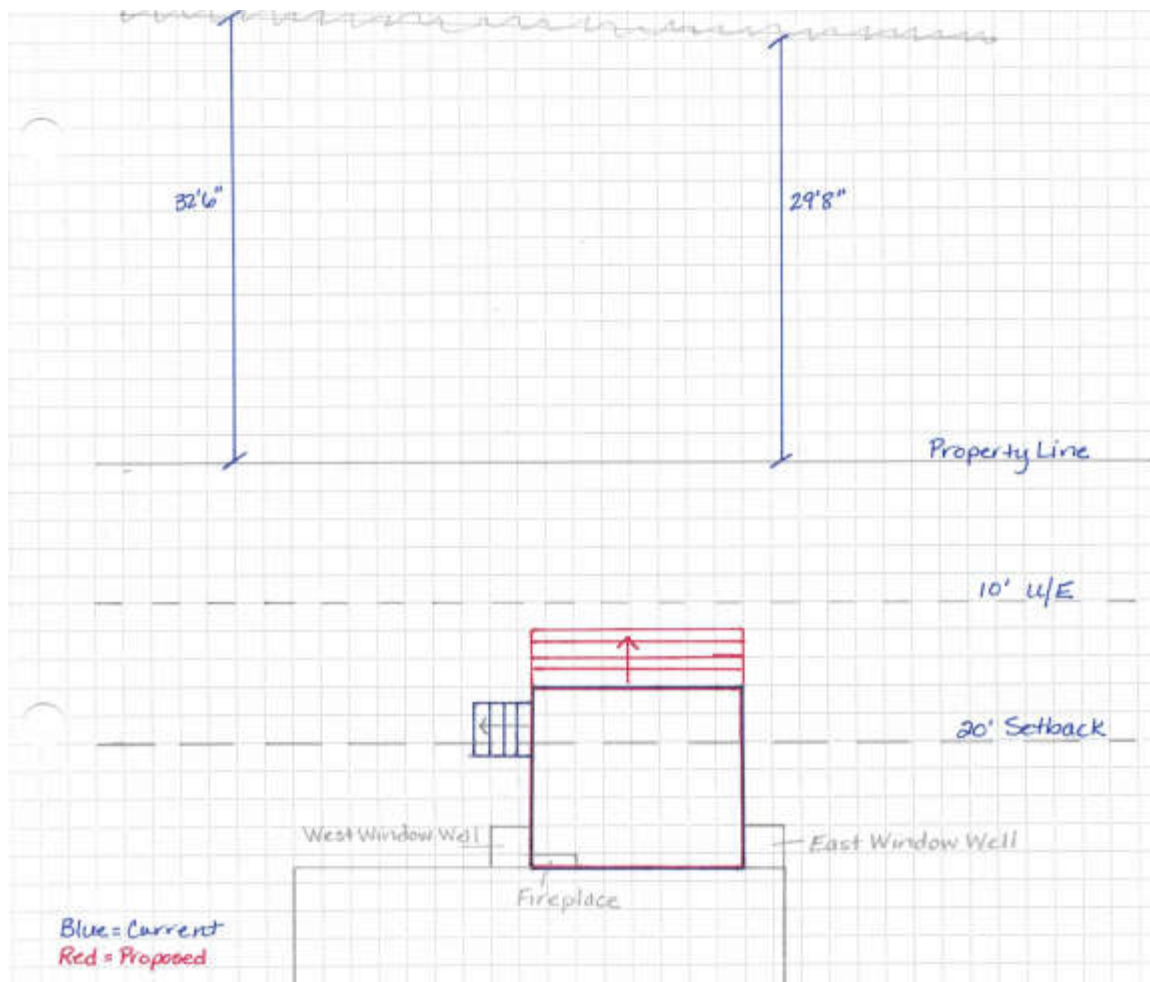 32'6"
29'8"
Property Line
10' U/E
20' Setback
West Window Well
East Window Well
Fireplace
Blue = Current
Red = Proposed